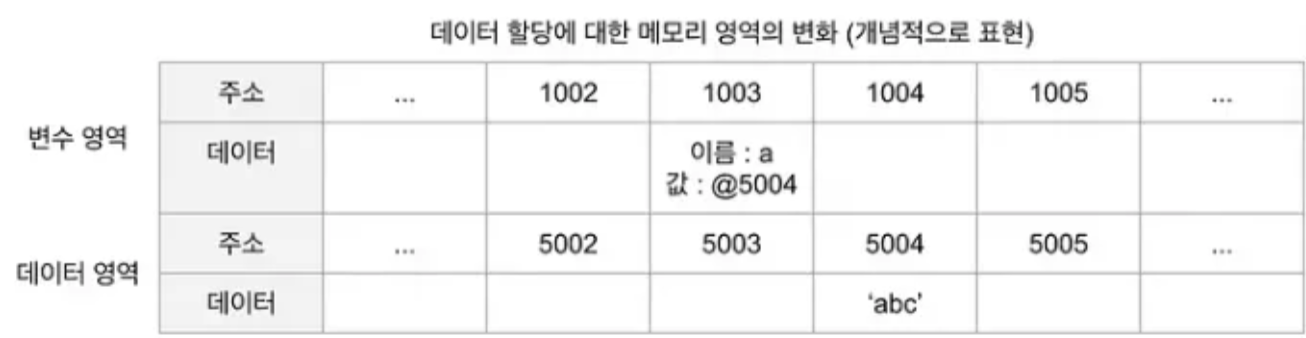 데이터 할당에 대한 메모리 영역의 변화 (개념적으로 표현)
변수 영역
주소 ... 1002 1003 1004 1005 ...
데이터 이름 : a
값 : @5004
데이터 영역
주소 ... 5002 5003 5004 5005 ...
데이터 ‘abc’